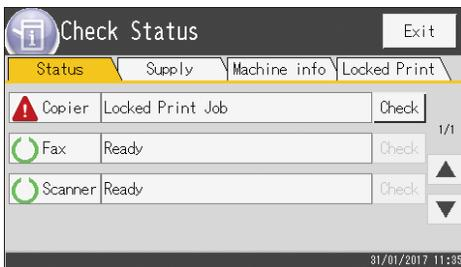 Check Status Exit
Status Supply Machine info Locked Print
Copier Locked Print Job Check
1/1
Fax Ready Check
Scanner Ready Check
31/01/2017 11:35